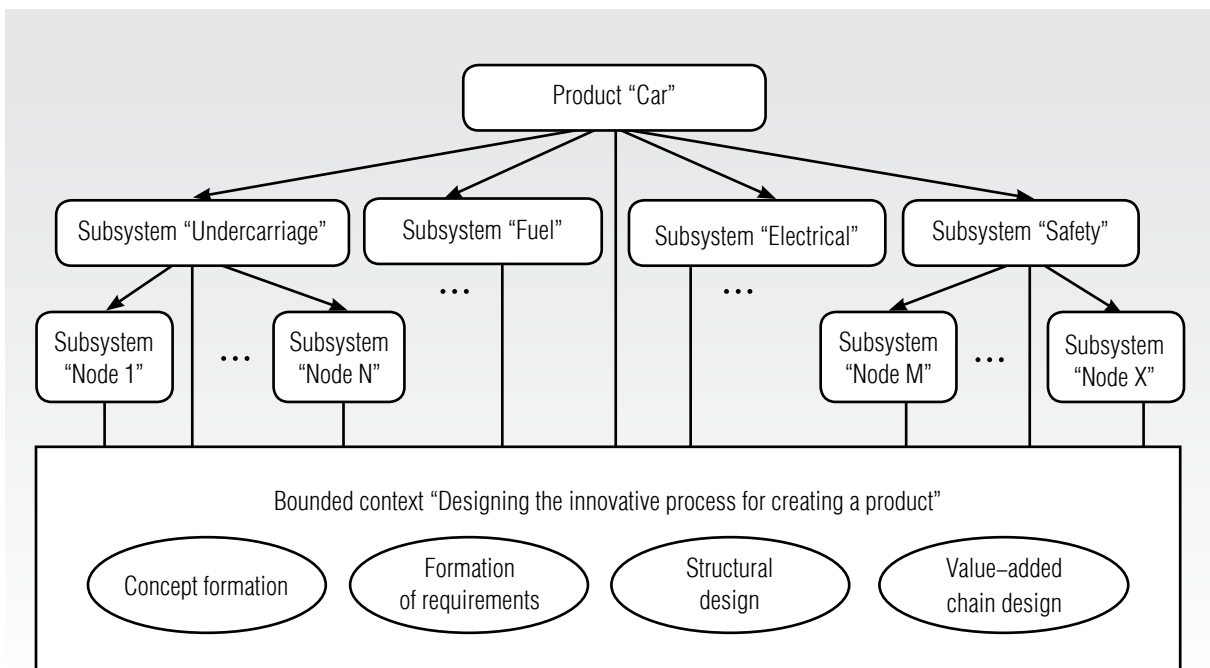 Product “Car”
Subsystem “Undercarriage”
Subsystem “Fuel”
Subsystem “Electrical”
Subsystem “Safety”
...
...
Subsystem
“Node 1”
...
Subsystem
“Node N”
Subsystem
“Node M”
...
Subsystem
“Node X”
Bounded context “Designing the innovative process for creating a product”
Concept formation
Formation
of requirements
Structural
design
Value–added
chain design